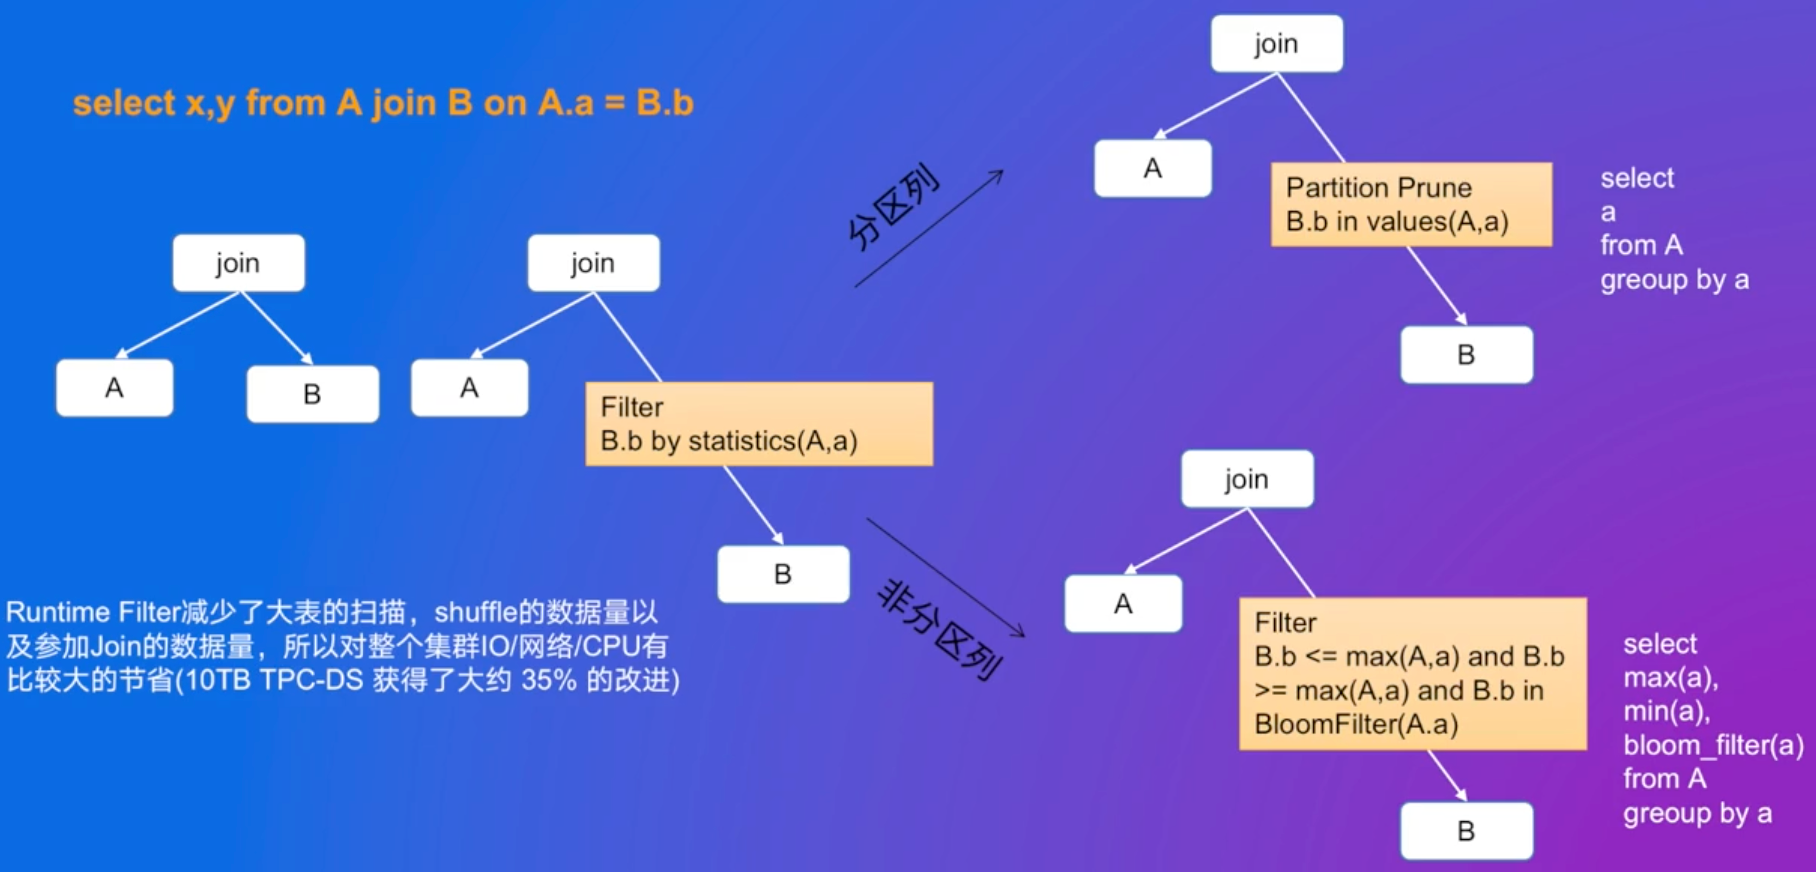 select x,y from A join B on A.a = B.b
join
A
B
join
A
Filter
B.b by statistics(A,a)
B
Runtime Filter减少了大表的扫描，shuffle的数据量以
及参加Join的数据量，所以对整个集群IO/网络/CPU有
比较大的节省(10TB TPC-DS 获得了大约 35% 的改进)
分区列
join
A
Partition Prune
B.b in values(A,a)
B
select
a
from A
greoup by a
非分区列
join
A
Filter
B.b <= max(A,a) and B.b
>= max(A,a) and B.b in
BloomFilter(A.a)
B
select
max(a),
min(a),
bloom_filter(a)
from A
greoup by a